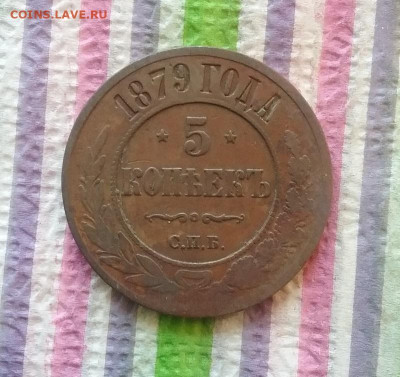 COINS.LAVE.RU
1879 ГОДА
5
КОПѢЕКЪ
С.П.Б.